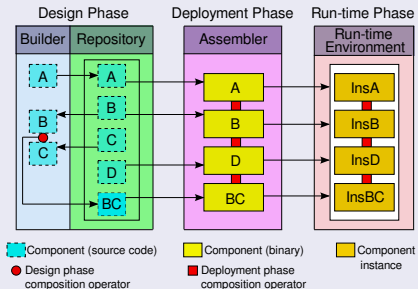 Design Phase Deployment Phase Run-time Phase
Builder Repository Assembler Run-time
Environment
A A A InsA
B B B InsB
C C D InsD
D BC InsBC
BC
Component (source code) Component (binary) Component
instance
Design phase
composition operator
Deployment phase
composition operator